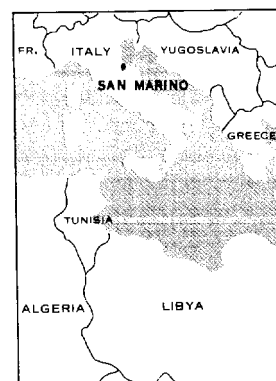 FR.
ITALY
YUGOSLAVIA
SAN MARINO
GREECE
TUNISIA
ALGERIA
LIBYA